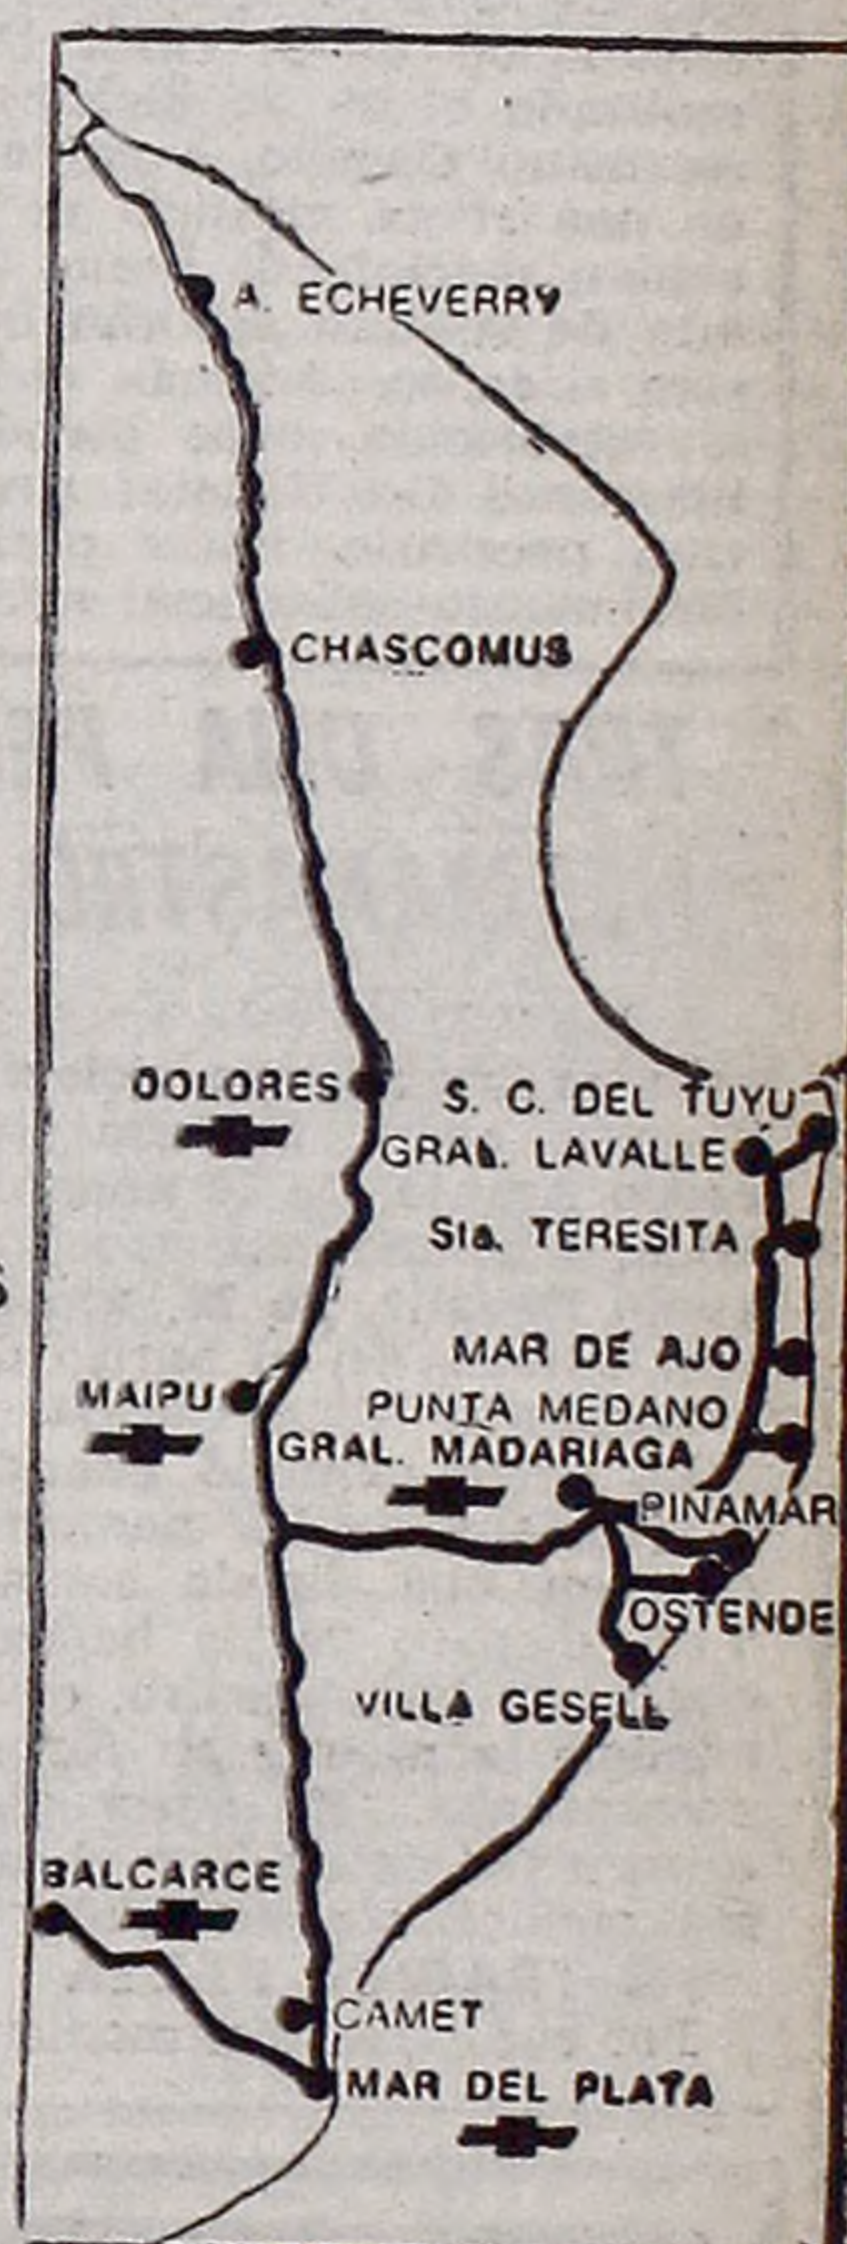 A. ECHEVERRY
CHASCOMUS
DOLORES
S. C. DEL TUYU
GRAL. LAVALLE
Sta. TERESITA
MAR DE AJO
MAIPU
PUNTA MEDANO
GRAL. MADARIAGA
PINAMAR
OSTENDE
VILLA GESELL
BALCARCE
CAMET
MAR DEL PLATA